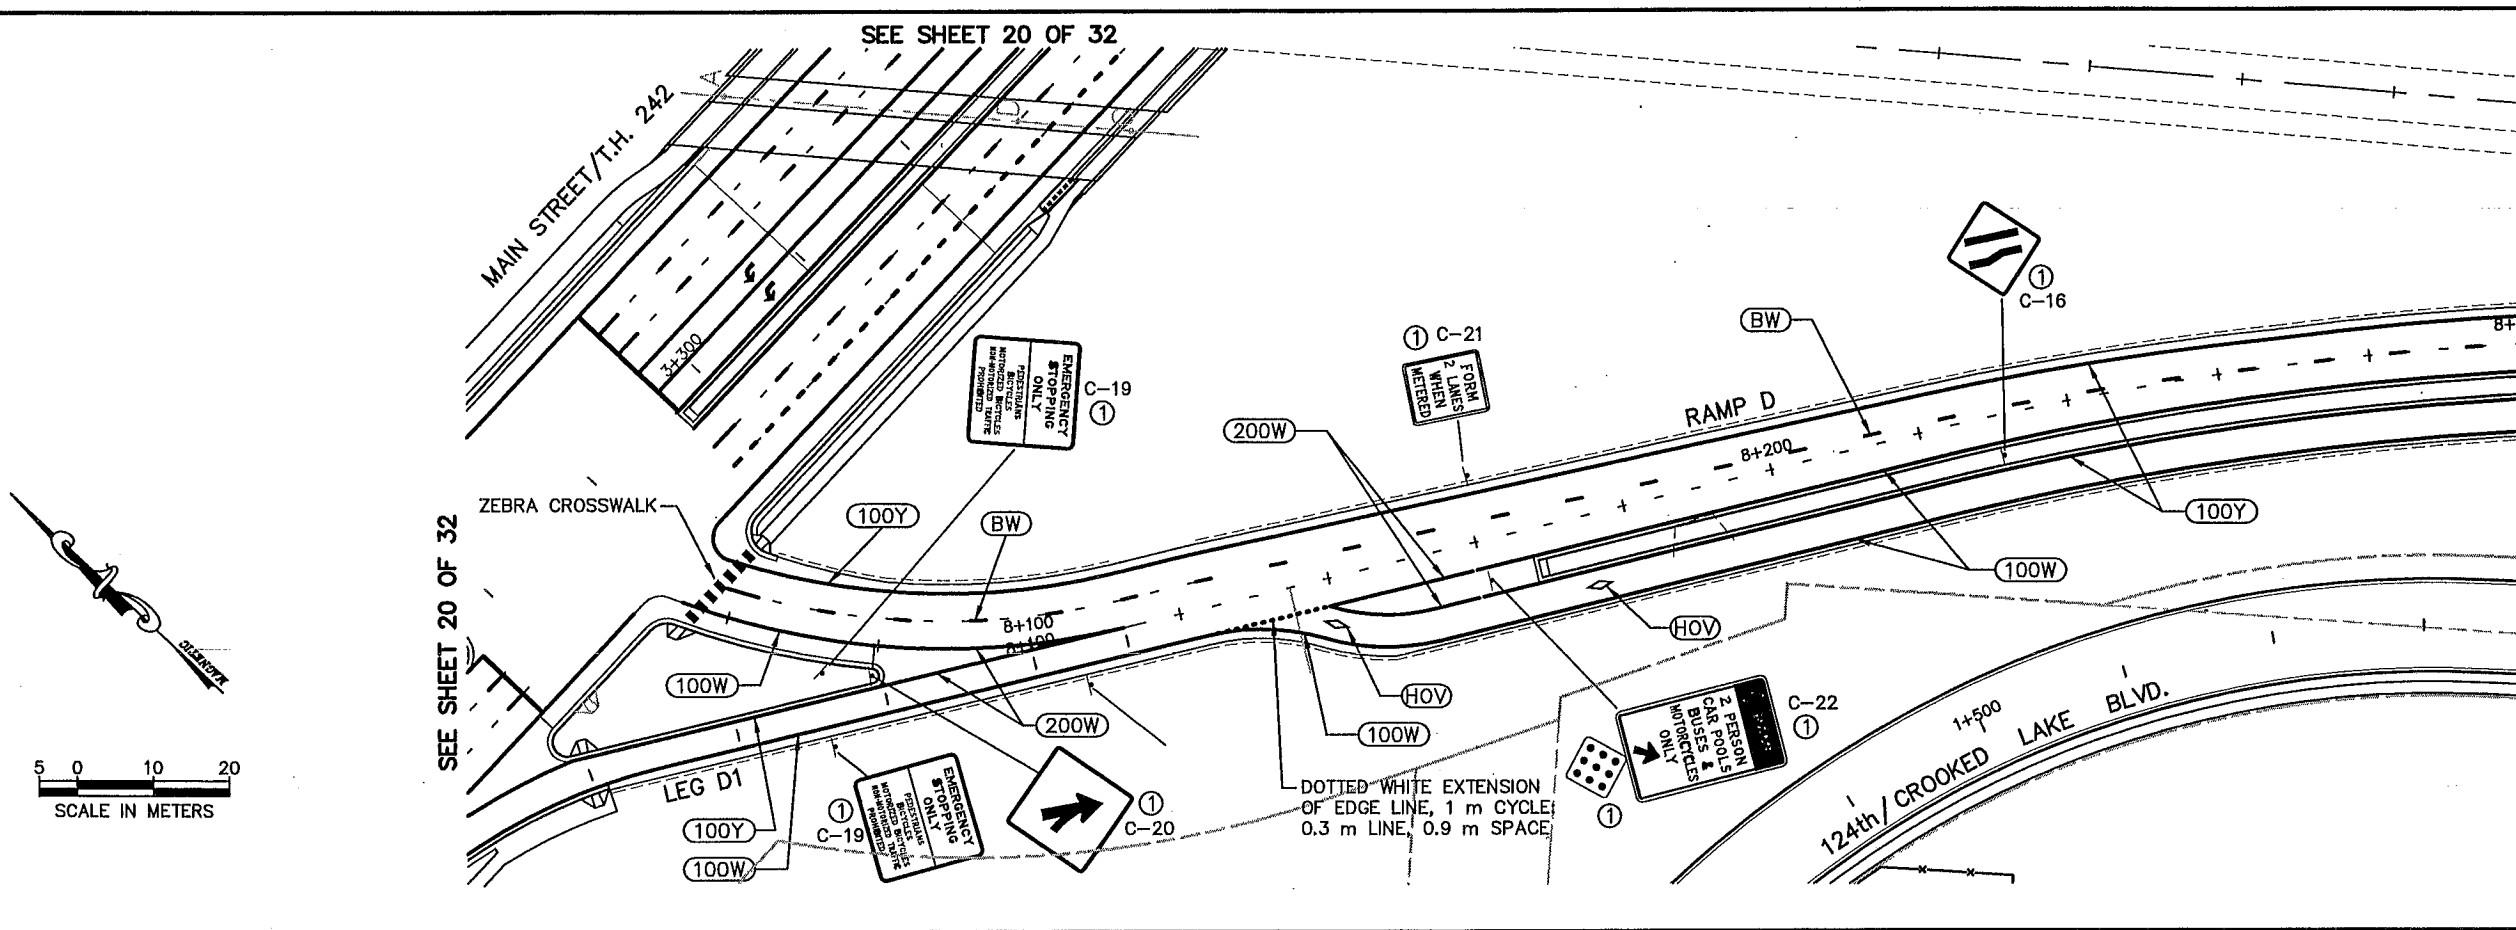 SEE SHEET 20 OF 32
MAIN STREET/T.H. 242
3+300
EMERGENCY
STOPPING
ONLY
PEDESTRIANS
BICYCLES
MOTORIZED BICYCLES
NON-MOTORIZED TRAFFIC
PROHIBITED
C-19
1
1 C-21
FORM
2 LANES
WHEN
METERED
BW
1
C-16
8+
RAMP D
8+200
200W
100Y
100W
ZEBRA CROSSWALK
100Y
BW
8+100
8+100
SEE SHEET 20 OF 32
MAGNETIC
100W
200W
HOV
HOV
100W
5 0 10 20
SCALE IN METERS
LEG D1
100Y
100W
1
C-19
EMERGENCY
STOPPING
ONLY
PEDESTRIANS
BICYCLES
MOTORIZED BICYCLES
NON-MOTORIZED TRAFFIC
PROHIBITED
1
C-20
DOTTED WHITE EXTENSION
OF EDGE LINE, 1 m CYCLE
0.3 m LINE, 0.9 m SPACE
2 PERSON
CAR POOLS
BUSES &
MOTORCYCLES
ONLY
C-22
1
1
1+500
124th/CROOKED LAKE BLVD.